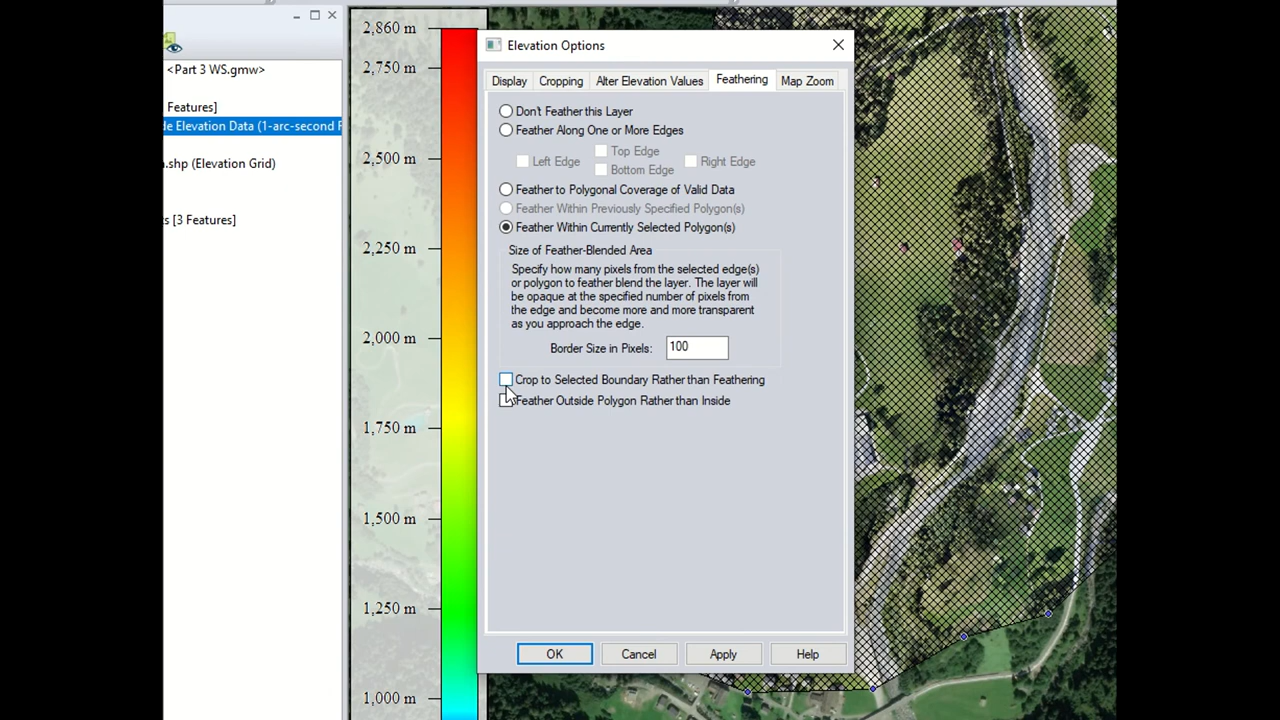 <Part 3 WS.gmw>
Features]
de Elevation Data (1-arc-second R
.shp (Elevation Grid)
ts [3 Features]
2,860 m
2,750 m
2,500 m
2,250 m
2,000 m
1,750 m
1,500 m
1,250 m
1,000 m
Elevation Options
Display
Cropping
Alter Elevation Values
Feathering
Map Zoom
Don't Feather this Layer
Feather Along One or More Edges
Top Edge
Left Edge
Right Edge
Bottom Edge
Feather to Polygonal Coverage of Valid Data
Feather Within Previously Specified Polygon(s)
Feather Within Currently Selected Polygon(s)
Size of Feather-Blended Area
Specify how many pixels from the selected edge(s)
or polygon to feather blend the layer. The layer will
be opaque at the specified number of pixels from
the edge and become more and more transparent
as you approach the edge.
Border Size in Pixels: 100
Crop to Selected Boundary Rather than Feathering
Feather Outside Polygon Rather than Inside
OK
Cancel
Apply
Help